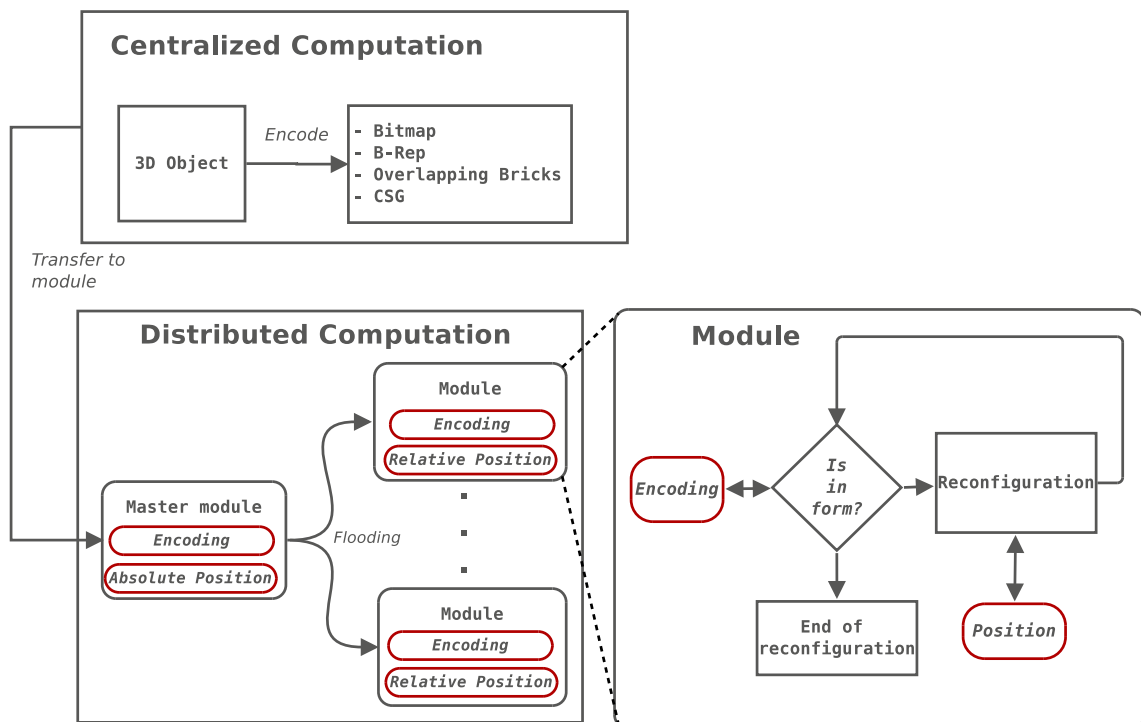 Centralized Computation
3D Object
Encode
- Bitmap
- B-Rep
- Overlapping Bricks
- CSG
Transfer to
module
Distributed Computation
Master module
Encoding
Absolute Position
Flooding
Module
Encoding
Relative Position
Module
Encoding
Relative Position
Module
Encoding
Is
in
form?
Reconfiguration
End of
reconfiguration
Position